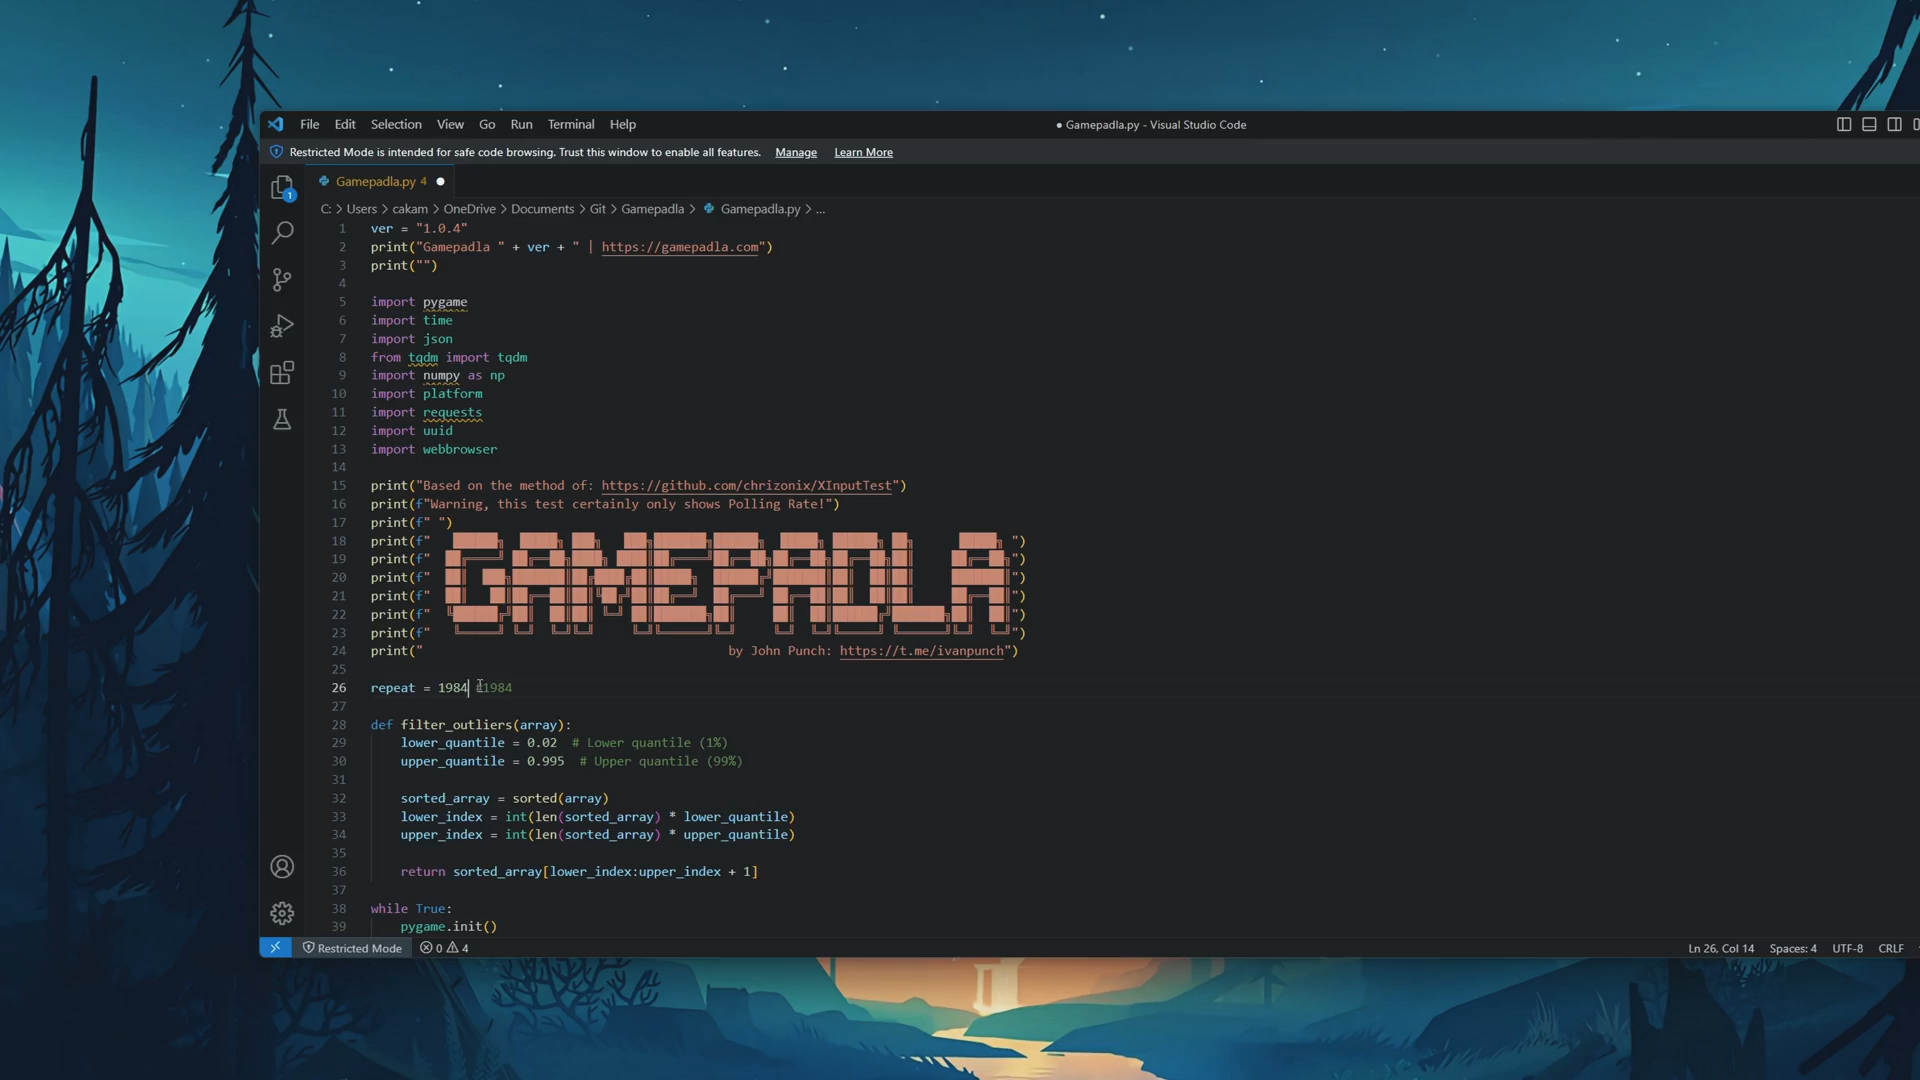 File Edit Selection View Go Run Terminal Help
● Gamepadla.py - Visual Studio Code
Restricted Mode is intended for safe code browsing. Trust this window to enable all features. Manage Learn More
1
Gamepadla.py 4 ●
C: > Users > cakam > OneDrive > Documents > Git > Gamepadla > Gamepadla.py > ...
1 ver = "1.0.4"
2 print("Gamepadla " + ver + " | https://gamepadla.com")
3 print("")
4
5 import pygame
6 import time
7 import json
8 from tqdm import tqdm
9 import numpy as np
10 import platform
11 import requests
12 import uuid
13 import webbrowser
14
15 print("Based on the method of: https://github.com/chrizonix/XInputTest")
16 print(f"Warning, this test certainly only shows Polling Rate!")
17 print(f" ")
18 print(f" ")
19 print(f" ")
20 print(f" ")
21 print(f" ")
22 print(f" ")
23 print(f" ")
GAMEPADLA
24 print(" by John Punch: https://t.me/ivanpunch")
25
26 repeat = 1984 #1984
27
28 def filter_outliers(array):
29 lower_quantile = 0.02 # Lower quantile (1%)
30 upper_quantile = 0.995 # Upper quantile (99%)
31
32 sorted_array = sorted(array)
33 lower_index = int(len(sorted_array) * lower_quantile)
34 upper_index = int(len(sorted_array) * upper_quantile)
35
36 return sorted_array[lower_index:upper_index + 1]
37
38 while True:
39 pygame.init()
Restricted Mode 0 4 Ln 26, Col 14 Spaces: 4 UTF-8 CRLF